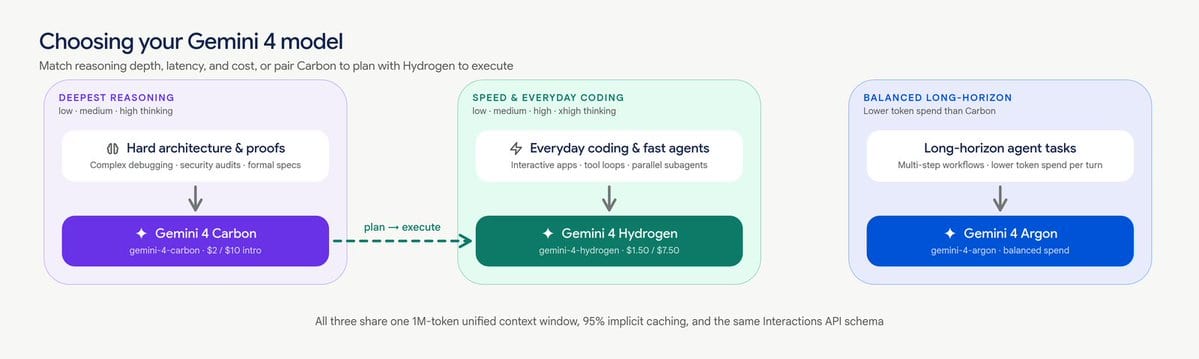 Choosing your Gemini 4 model
Match reasoning depth, latency, and cost, or pair Carbon to plan with Hydrogen to execute
DEEPEST REASONING
low · medium · high thinking
Hard architecture & proofs
Complex debugging · security audits · formal specs
Gemini 4 Carbon
gemini-4-carbon · $2 / $10 intro
plan → execute
SPEED & EVERYDAY CODING
low · medium · high · xhigh thinking
Everyday coding & fast agents
Interactive apps · tool loops · parallel subagents
Gemini 4 Hydrogen
gemini-4-hydrogen · $1.50 / $7.50
BALANCED LONG-HORIZON
Lower token spend than Carbon
Long-horizon agent tasks
Multi-step workflows · lower token spend per turn
Gemini 4 Argon
gemini-4-argon · balanced spend
All three share one 1M-token unified context window, 95% implicit caching, and the same Interactions API schema